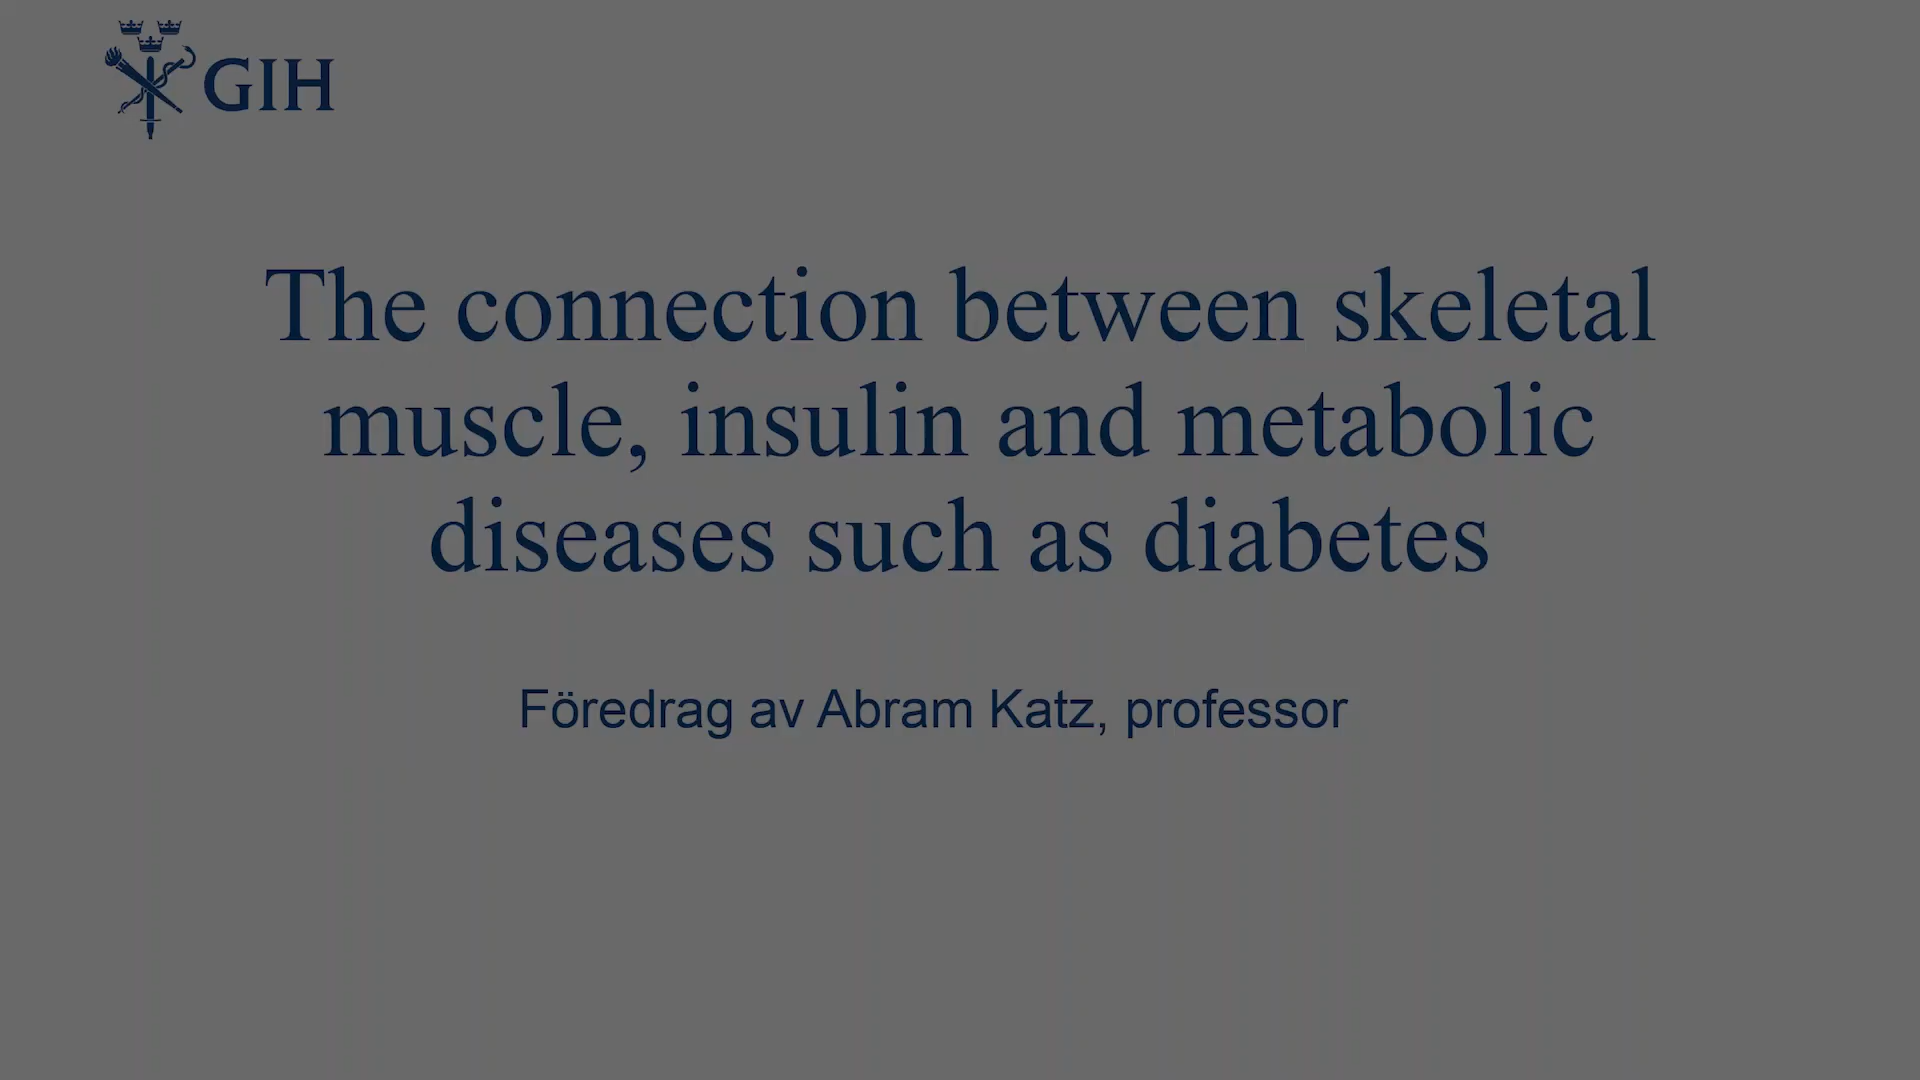 GIH
The connection between skeletal
muscle, insulin and metabolic
diseases such as diabetes
Föredrag av Abram Katz, professor